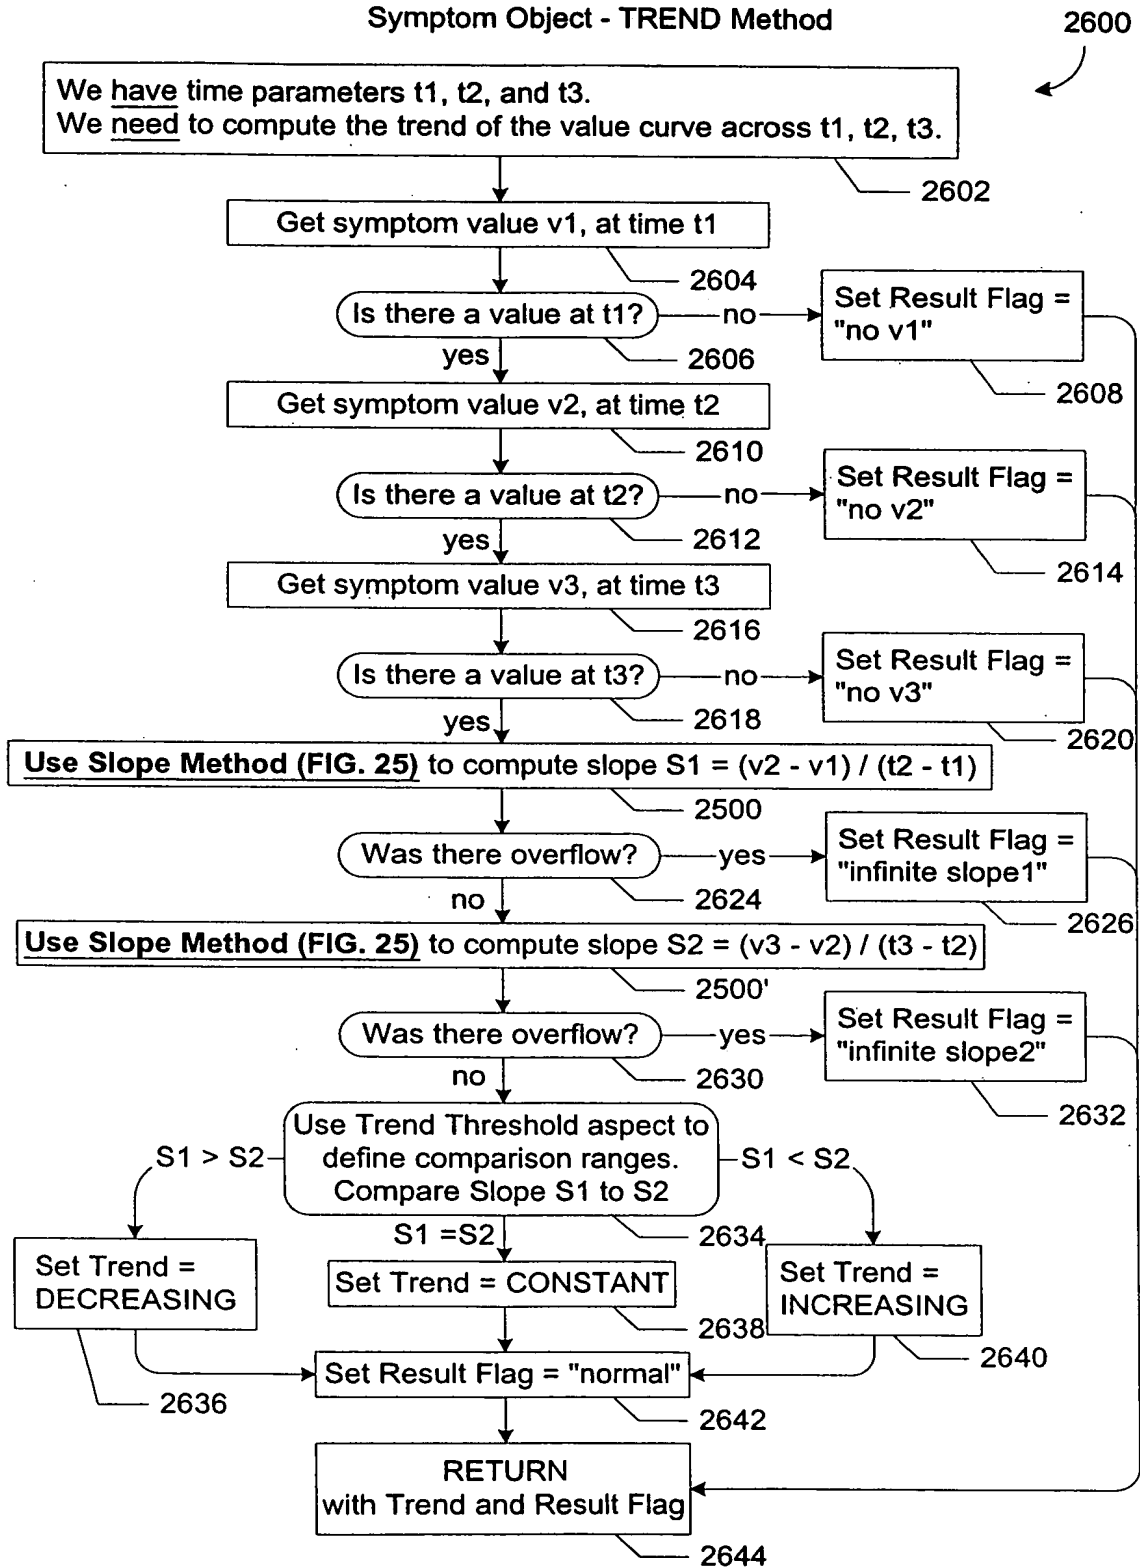 Symptom Object - TREND Method
2600
We have time parameters t1, t2, and t3.
We need to compute the trend of the value curve across t1, t2, t3.
2602
Get symptom value v1, at time t1
2604
Is there a value at t1?
no
Set Result Flag =
"no v1"
yes
2606
2608
Get symptom value v2, at time t2
2610
Is there a value at t2?
no
Set Result Flag =
"no v2"
yes
2612
2614
Get symptom value v3, at time t3
2616
Is there a value at t3?
no
Set Result Flag =
"no v3"
yes
2618
2620
Use Slope Method (FIG. 25) to compute slope S1 = (v2 - v1) / (t2 - t1)
2500
Was there overflow?
yes
Set Result Flag =
"infinite slope1"
no
2624
2626
Use Slope Method (FIG. 25) to compute slope S2 = (v3 - v2) / (t3 - t2)
2500'
Was there overflow?
yes
Set Result Flag =
"infinite slope2"
no
2630
2632
Use Trend Threshold aspect to
define comparison ranges.
Compare Slope S1 to S2
S1 > S2
S1 < S2
S1 =S2
2634
Set Trend =
DECREASING
Set Trend = CONSTANT
Set Trend =
INCREASING
2638
2640
Set Result Flag = "normal"
2636
2642
RETURN
with Trend and Result Flag
2644